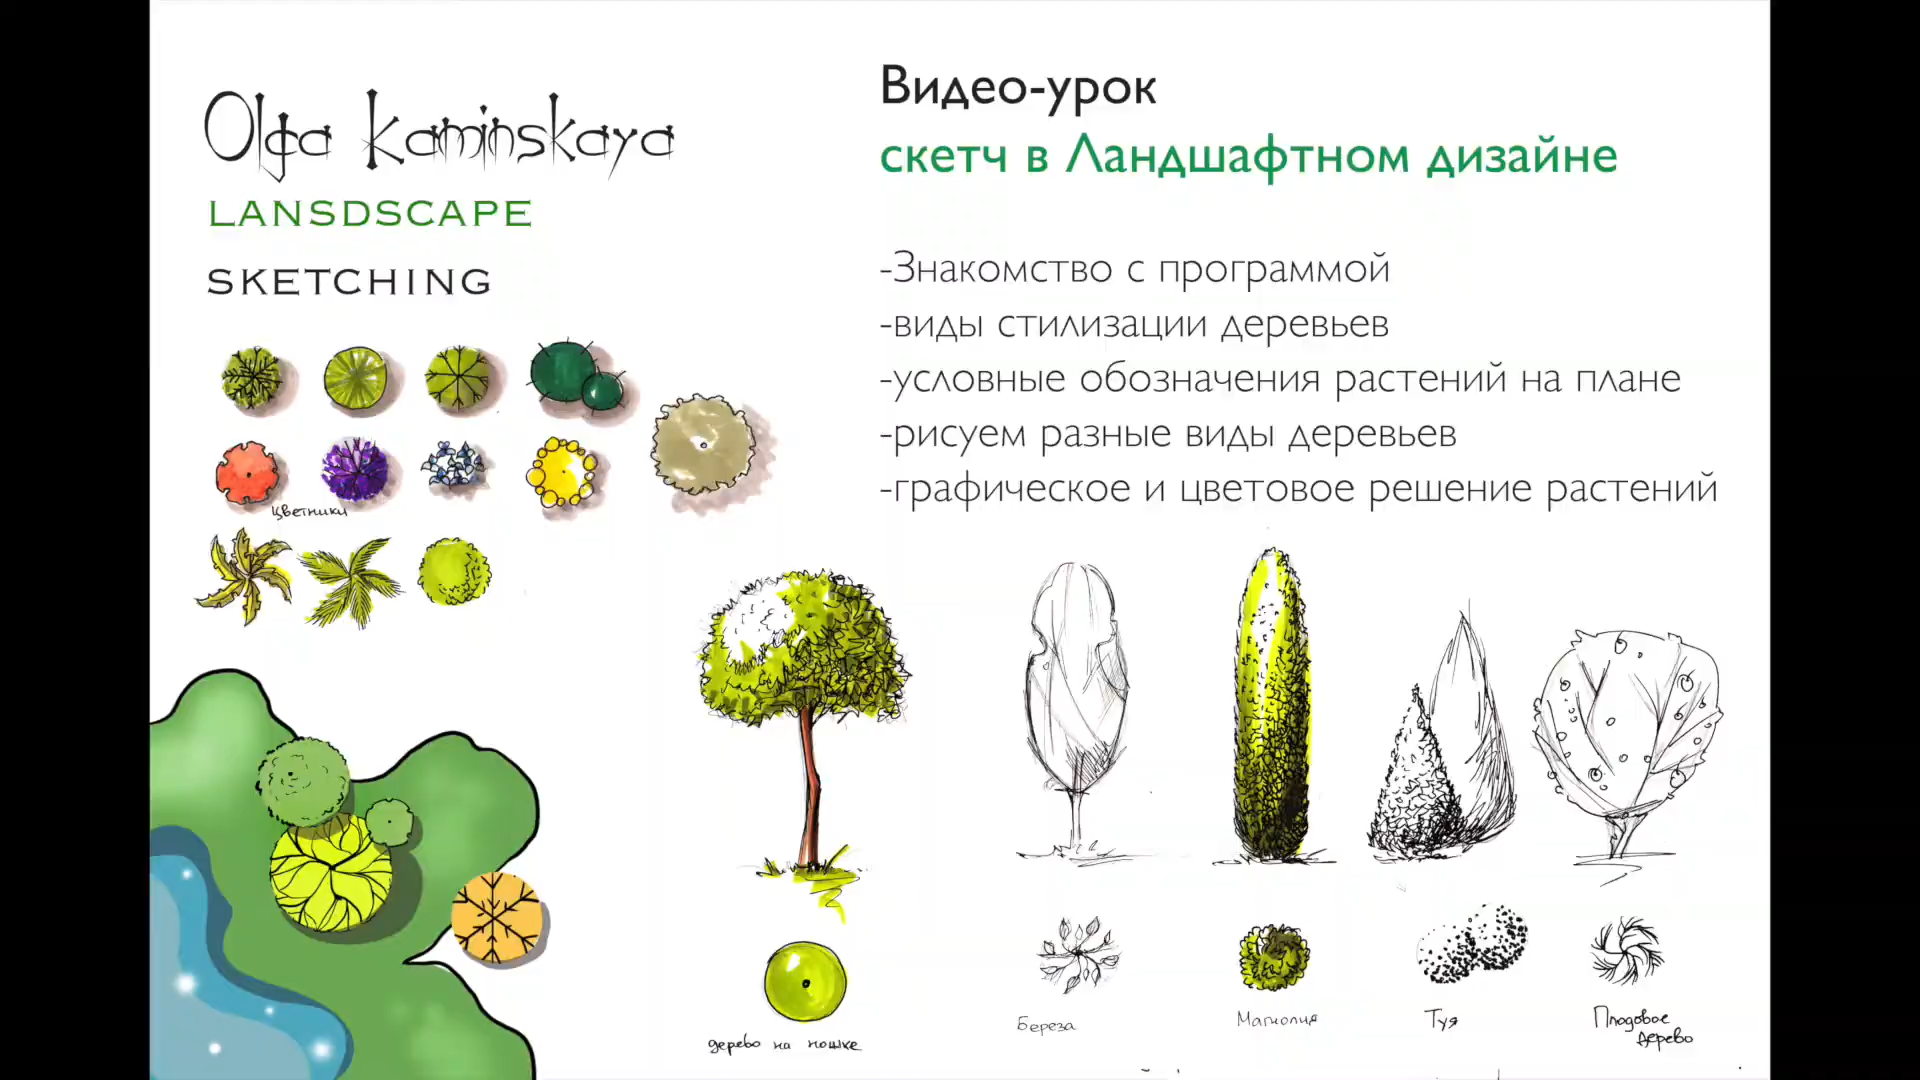 Olga Kaminskaya
LANSDSCAPE
SKETCHING
Видео-урок
скетч в Ландшафтном дизайне
-Знакомство с программой
-виды стилизации деревьев
-условные обозначения растений на плане
-рисуем разные виды деревьев
-графическое и цветовое решение растений
Цветники
дерево на ножке
Береза
Магнолия
Туя
Плодовое
дерево